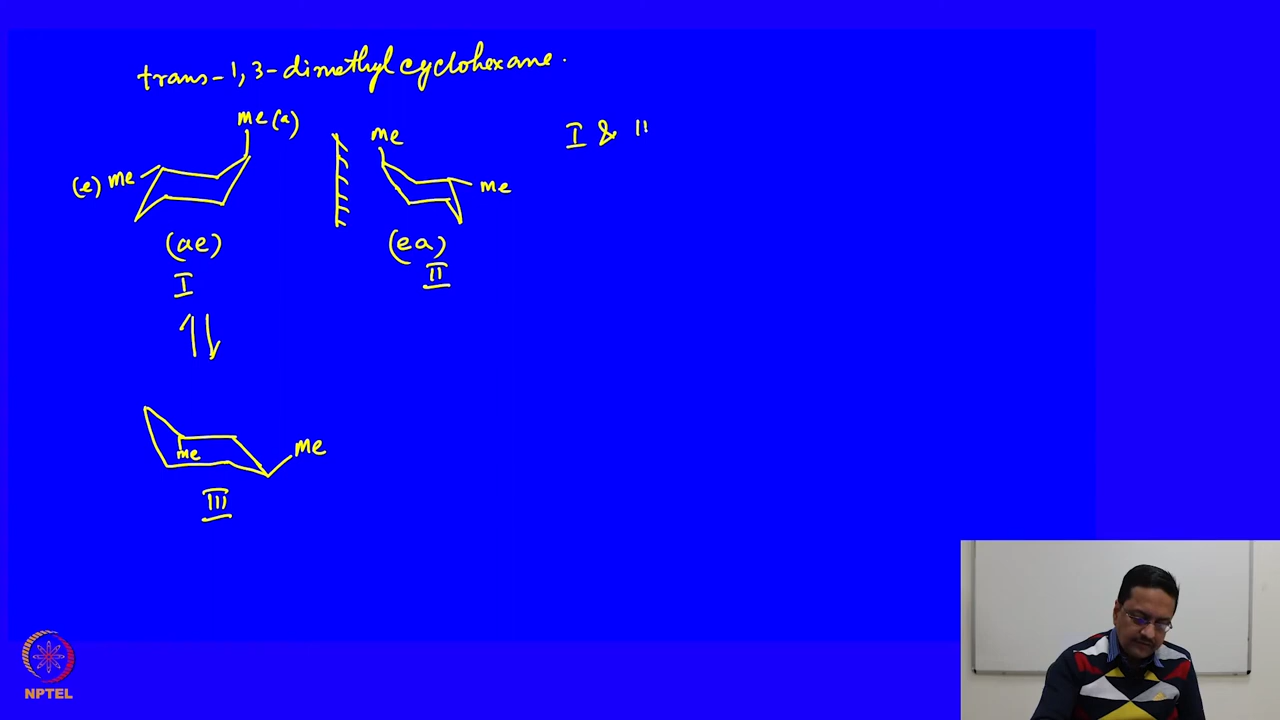 trans-1,3-dimethylcyclohexane.
me(a)
(e) me
(ae)
I
me
me
(ea)
II
I & II
me
me
III
NPTEL